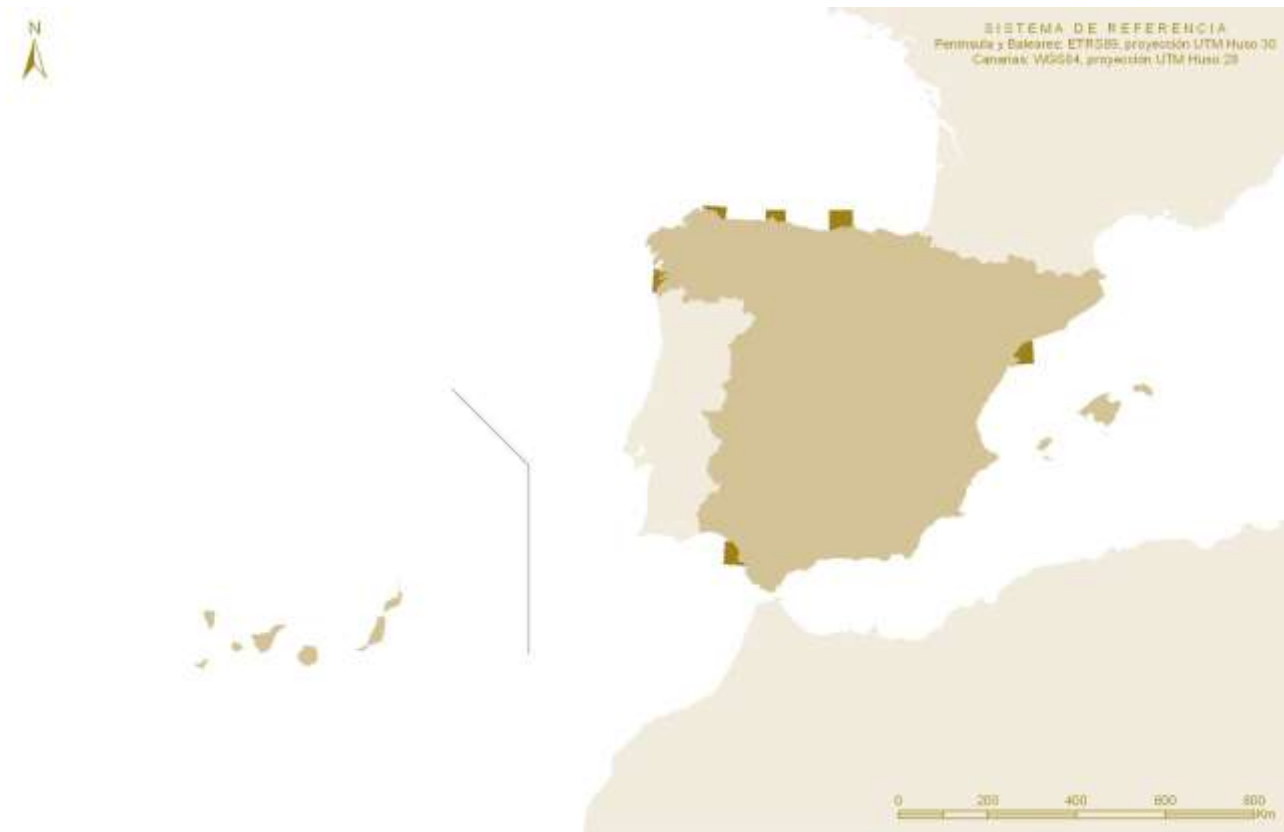 N
SISTEMA DE REFERENCIA
Península y Baleares: ETRS89, proyección UTM Huso 30
Canarias: WGS84, proyección UTM Huso 28
0 200 400 600 800
Km